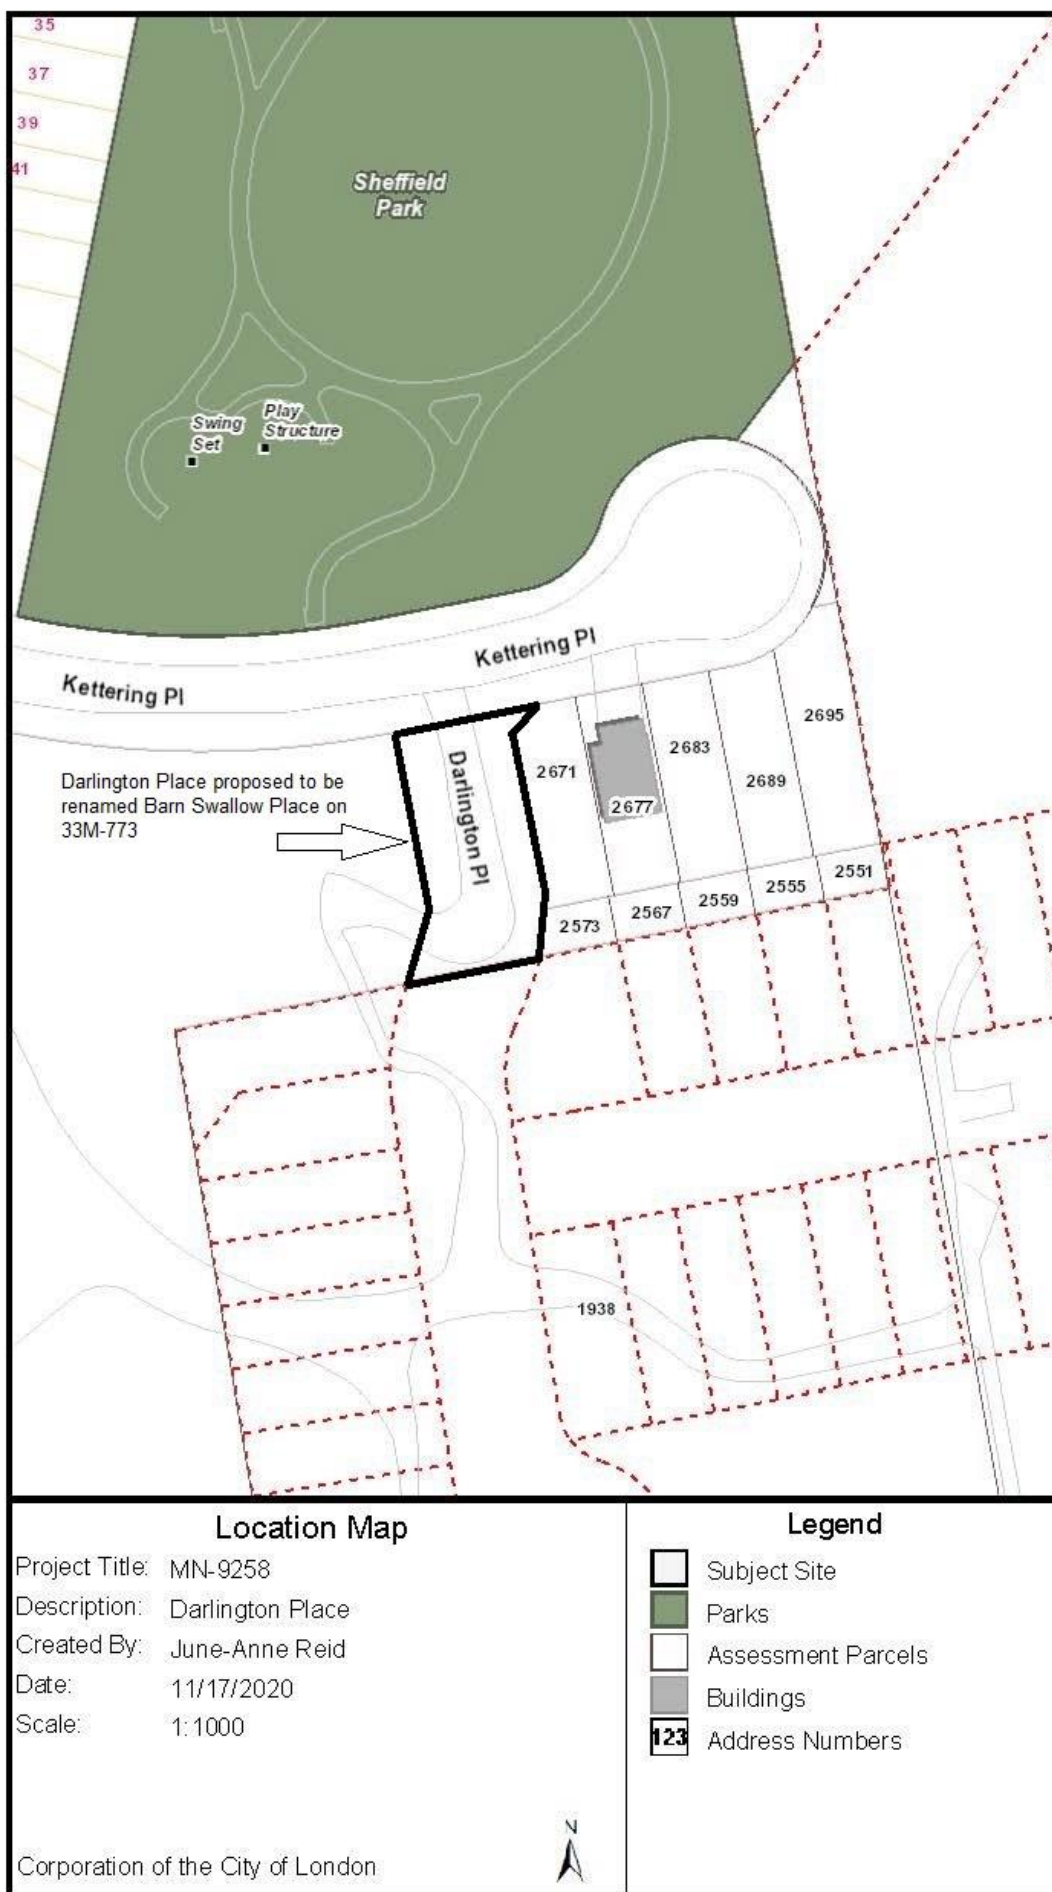 35
37
39
41
Sheffield
Park
Swing
Set
Play
Structure
Kettering Pl
Kettering Pl
Darlington Place proposed to be
renamed Barn Swallow Place on
33M-773
Darlington Pl
2671
2677
2683
2689
2695
2573
2567
2559
2555
2551
1938
Location Map
Project Title: MN-9258
Description: Darlington Place
Created By: June-Anne Reid
Date: 11/17/2020
Scale: 1:1000
Corporation of the City of London
N
Legend
Subject Site
Parks
Assessment Parcels
Buildings
123 Address Numbers